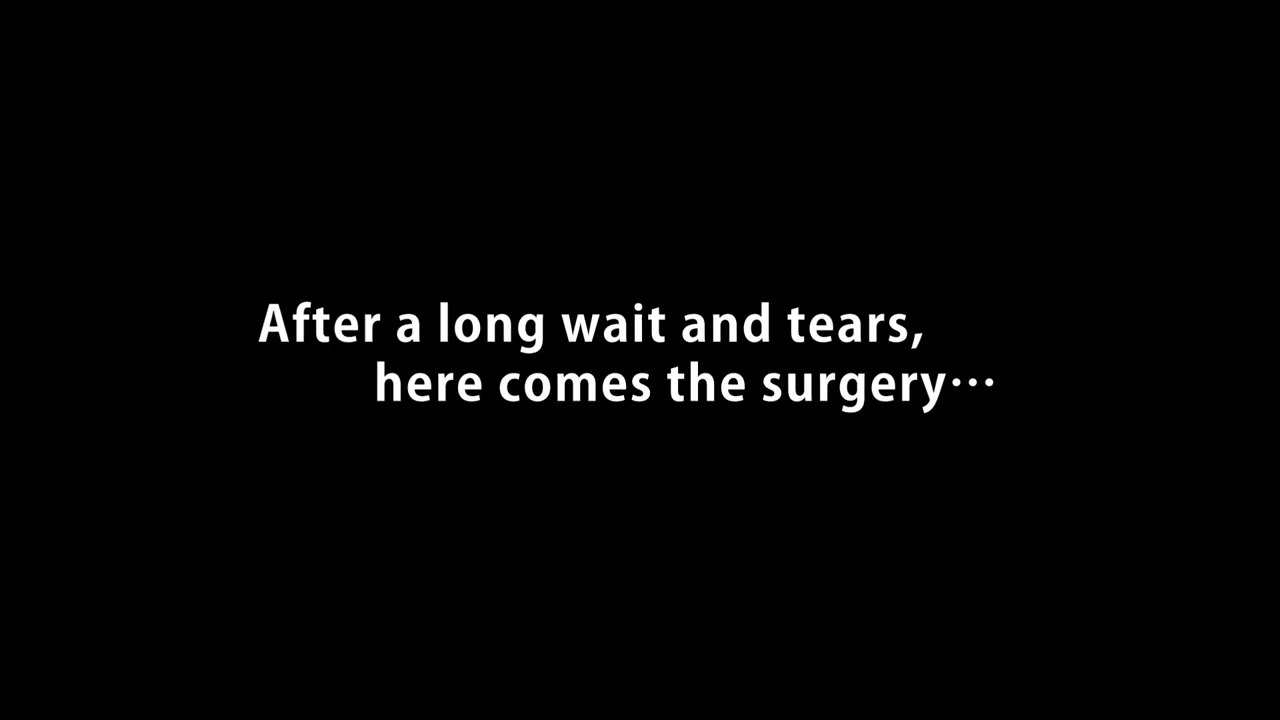 After a long wait and tears,
here comes the surgery…